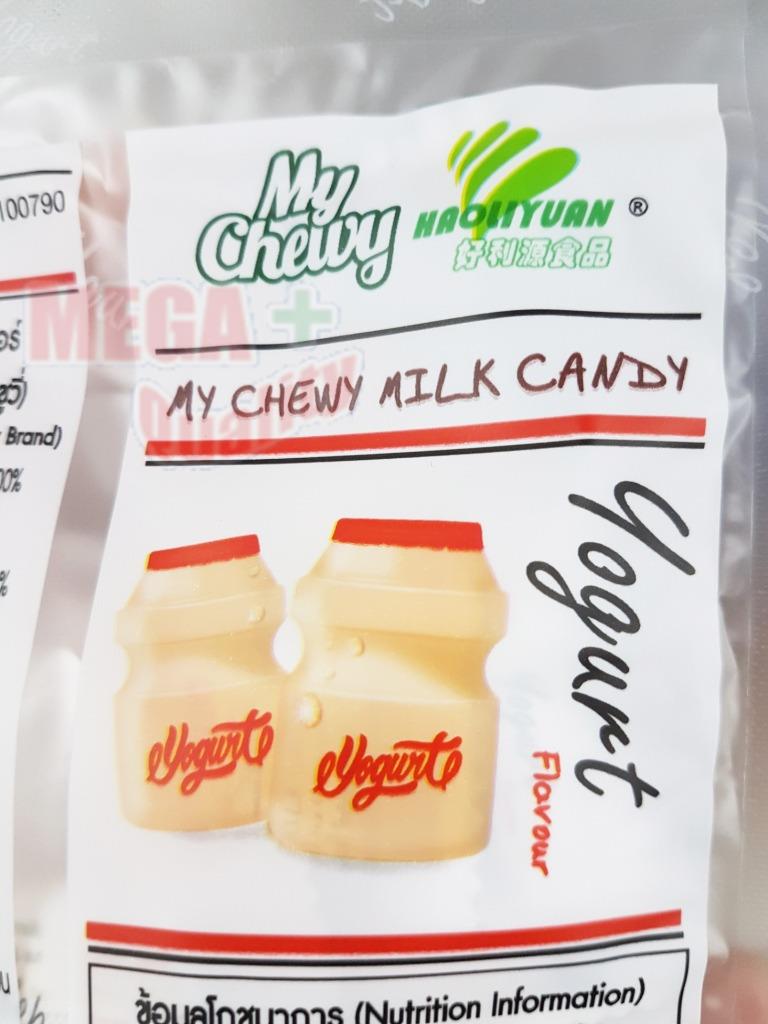 My
Chewy
HAOLIYUAN ®
好利源食品
100790
MEGA +
MY CHEWY MILK CANDY
Brand)
Yogurt
Flavour
Yogurt
Yogurt
ข้อมูลโภชนาการ (Nutrition Information)